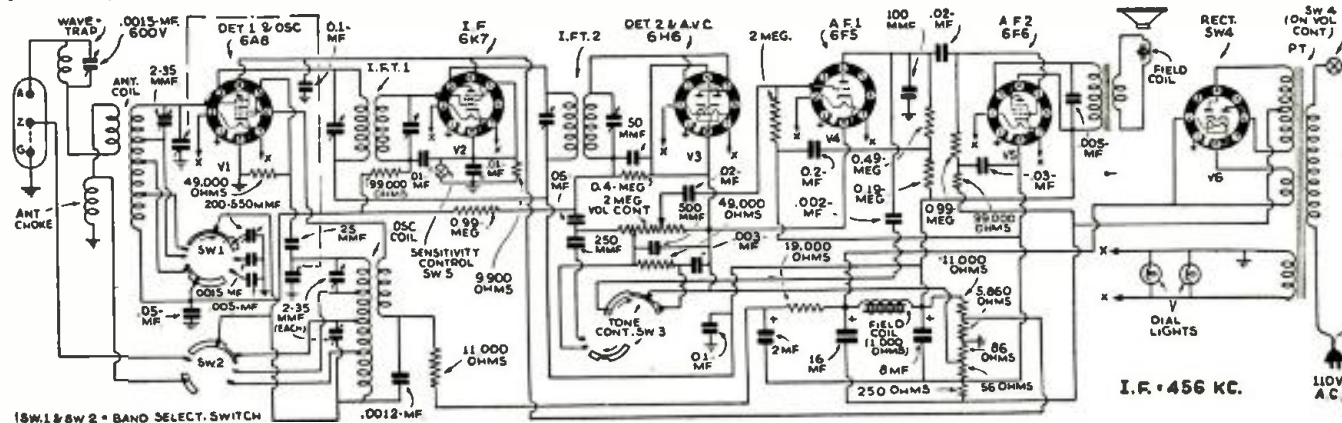 WAVE-
TRAP
.0015-MF.
600V
DET 1 & OSC
6A8
0.1-
MF
I.F
6K7
I.F.T. 2
DET. 2 & A.V.C.
6H6
2 MEG.
A F. 1
6F5
100
MMF
.02-
MF
A F 2
6F6
FIELD
COIL
RECT.
5W4
SW 4
(ON VOL
CONT.)
P T
A
Z
G
ANT.
COIL
2-35
MMF
I.F.T. 1
X
V1
V2
V3
V4
V5
V6
49,000
OHMS
200-550MMF
99,000
OHMS
.01
MF
.01-
MF
50
MMF
.05
MF
0.4-MEG
2 MEG
VOL CONT
.02-
MF
500
MMF
49,000
OHMS
0.2-
MF
.002-
MF
0.49-
MEG
0.19
MEG
0.99-
MEG
.03-
MF
99,000
OHMS
.005-
MF
ANT
CHOKE
SW1
.0015 MF
.005-MF
.05-
MF
25
MMF
2-35
MMF
(EACH)
OSC
COIL
SENSITIVITY
CONTROL
SW 5
0.99-
MEG
9,900
OHMS
250
MMF
.003
MF
TONE
CONT. SW 3
19,000
OHMS
11,000
OHMS
5,860
OHMS
FIELD
COIL
(1,000
OHMS)
86
OHMS
56 OHMS
250 OHMS
0.1
MF
2 MF
16
MF
8 MF
DIAL
LIGHTS
SW 2
11,000
OHMS
.0012-MF
I.F. = 456 KC.
110V
A.C.
(SW. 1 & SW 2 = BAND SELECT. SWITCH